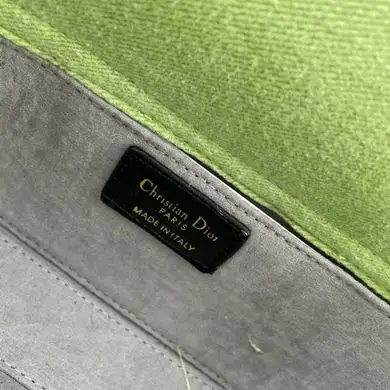 Christian Dior
PARIS
MADE IN ITALY